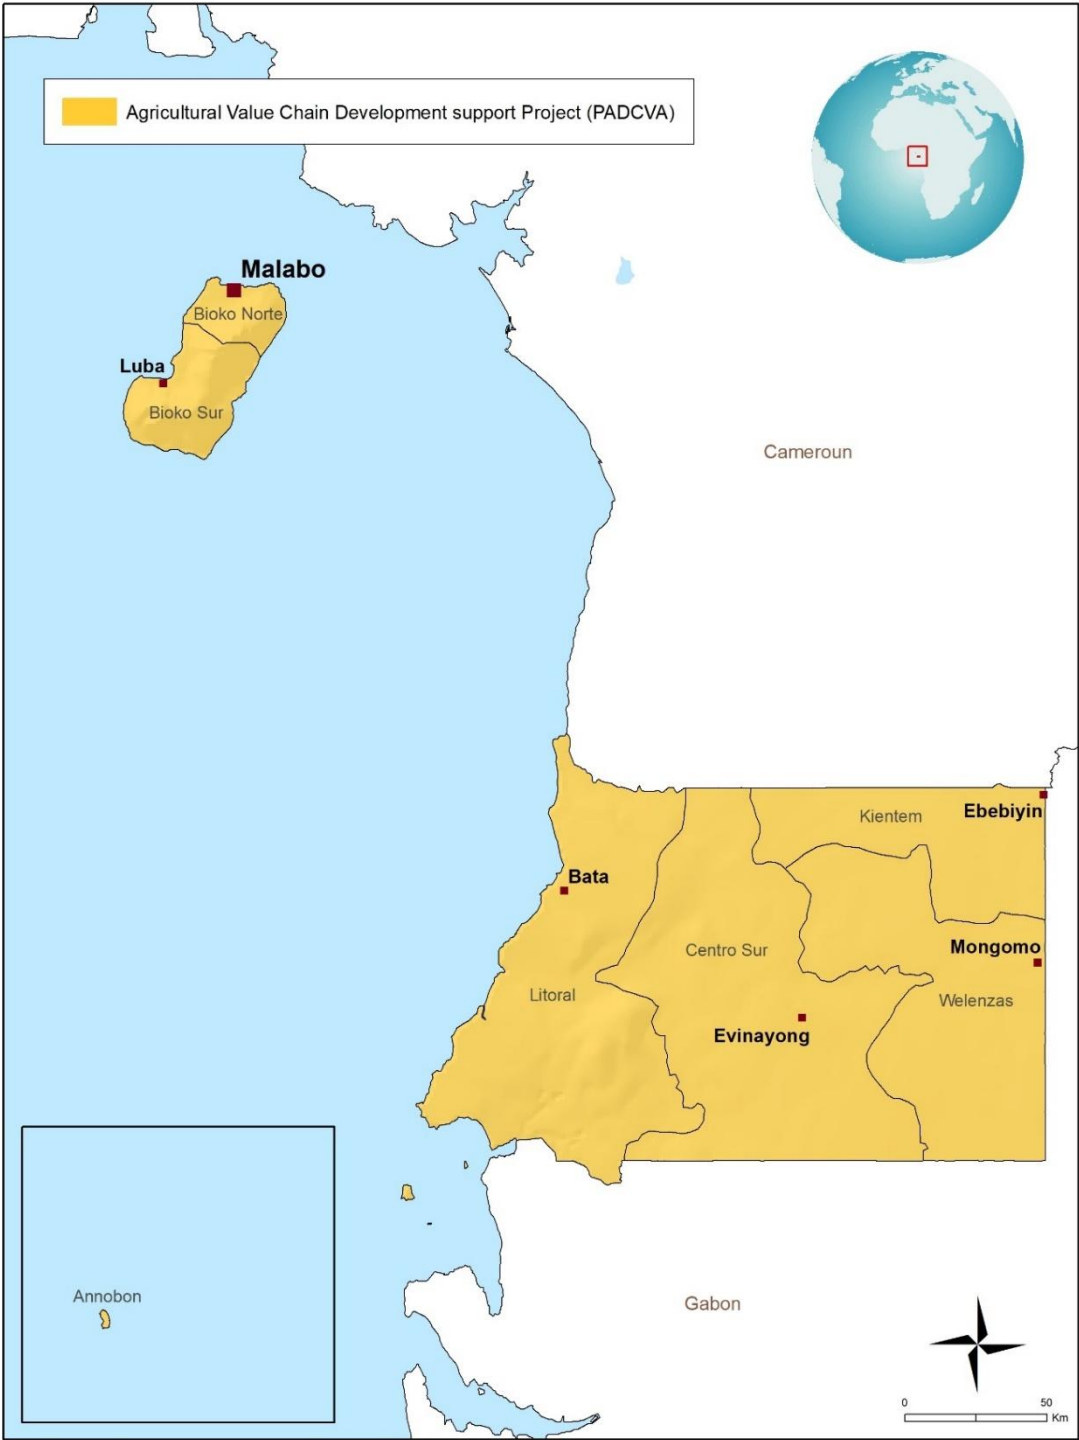 Agricultural Value Chain Development support Project (PADCVA)
Malabo
Bioko Norte
Luba
Bioko Sur
Cameroun
Kientem
Ebebiyin
Bata
Centro Sur
Mongomo
Litoral
Welenzas
Evinayong
Annobon
Gabon
0 50
Km